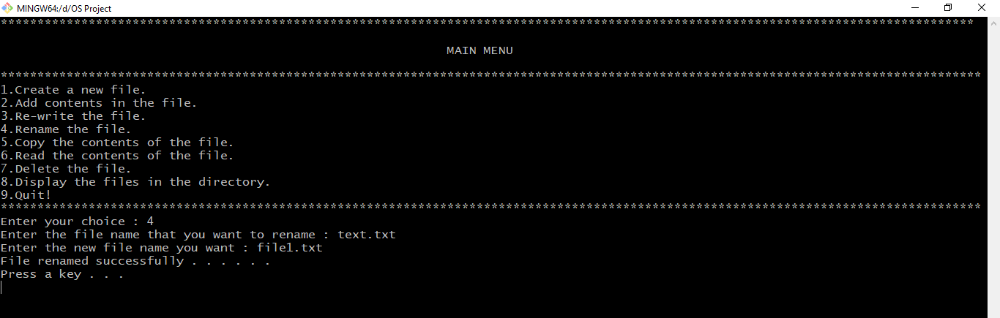 MINGW64:/d/OS Project
*************************************************************************************************************************************
MAIN MENU
**************************************************************************************************************************************
1.Create a new file.
2.Add contents in the file.
3.Re-write the file.
4.Rename the file.
5.Copy the contents of the file.
6.Read the contents of the file.
7.Delete the file.
8.Display the files in the directory.
9.Quit!
**************************************************************************************************************************************
Enter your choice : 4
Enter the file name that you want to rename : text.txt
Enter the new file name you want : file1.txt
File renamed successfully . . . . . .
Press a key . . .